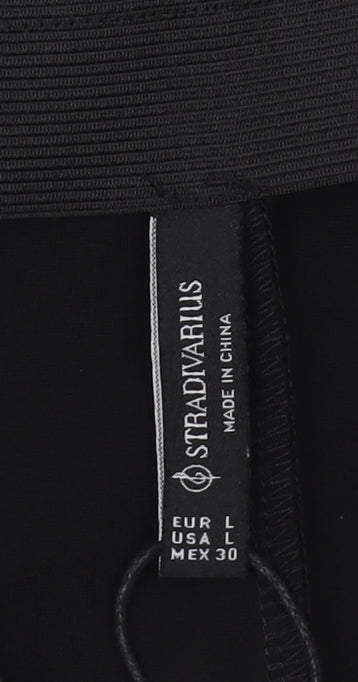 STRADIVARIUS
MADE IN CHINA
EUR L
USA L
MEX 30